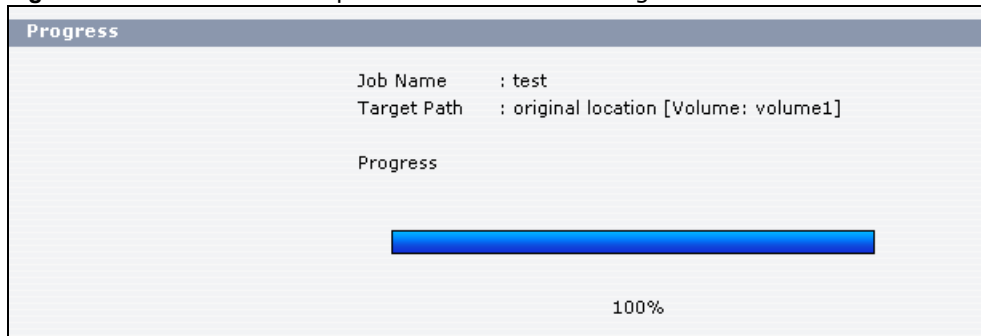 Progress
Job Name : test
Target Path : original location [Volume: volume1]
Progress
100%